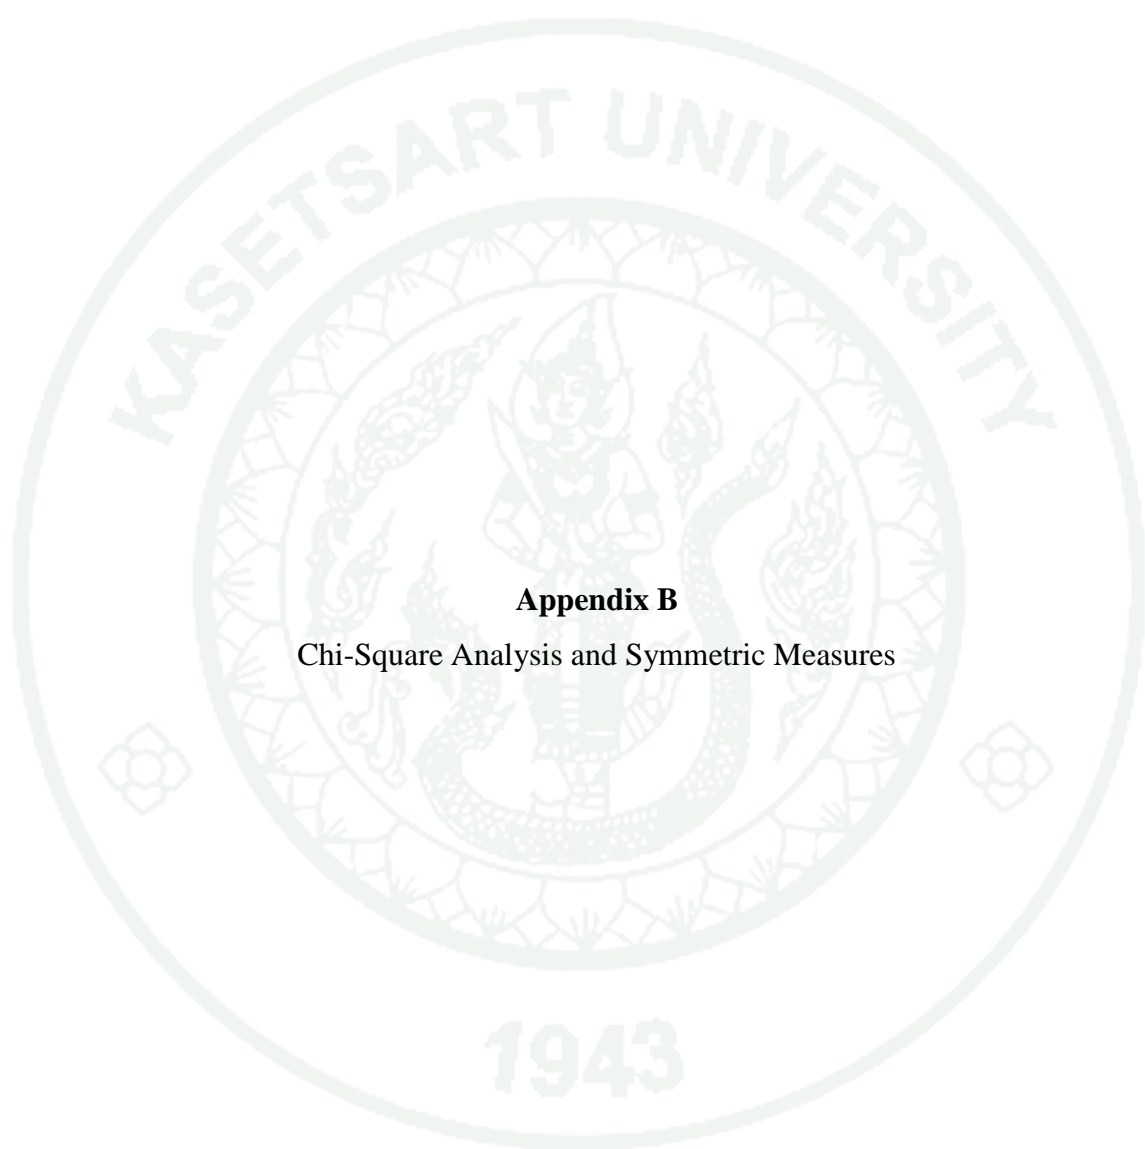 KASETSART UNIVERSITY
Appendix B
Chi-Square Analysis and Symmetric Measures
1943